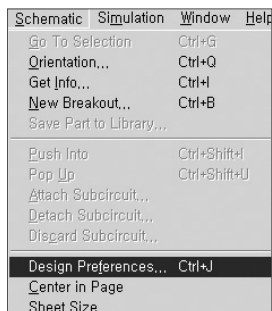 Schematic Simulation Window Help
Go To Selection Ctrl+G
Orientation... Ctrl+Q
Get Info... Ctrl+I
New Breakout... Ctrl+B
Save Part to Library...
Push Into Ctrl+Shift+I
Pop Up Ctrl+Shift+U
Attach Subcircuit...
Detach Subcircuit...
Discard Subcircuit...
Design Preferences... Ctrl+J
Center in Page
Sheet Size